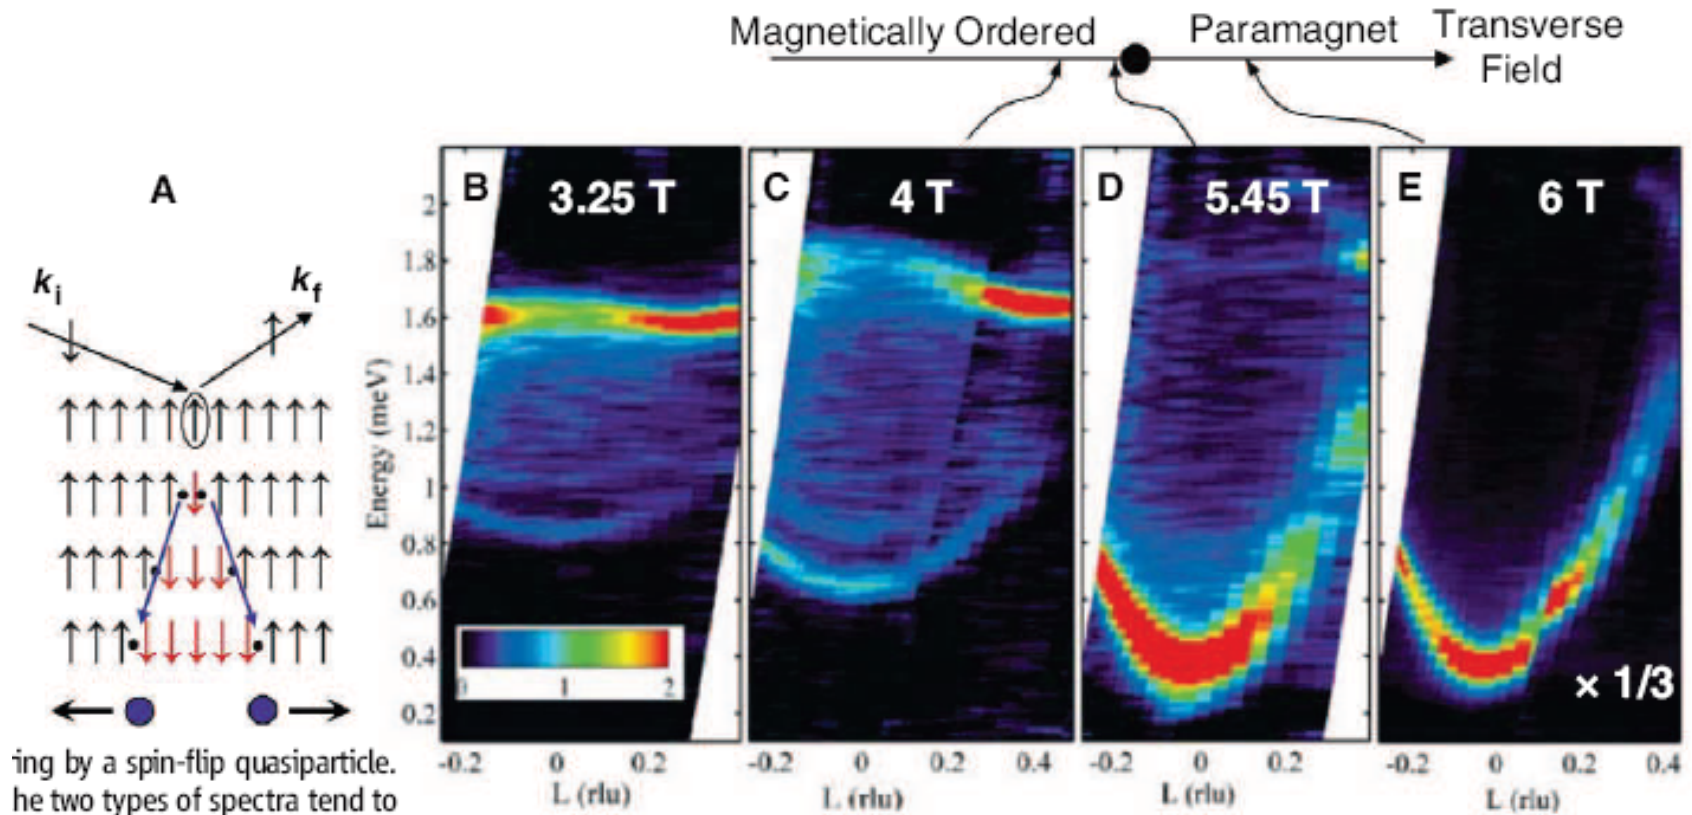 Magnetically Ordered
Paramagnet
Transverse
Field
A
B
3.25 T
C
4 T
D
5.45 T
E
6 T
ki
kf
Energy (meV)
2
1.8
1.6
1.4
1.2
1
0.8
0.6
0.4
0.2
0 1 2
× 1/3
-0.2 0 0.2
-0.2 0 0.2 0.4
-0.2 0 0.2
-0.2 0 0.2 0.4
L (rlu)
L (rlu)
L (rlu)
L (rlu)
ing by a spin-flip quasiparticle.
he two types of spectra tend to